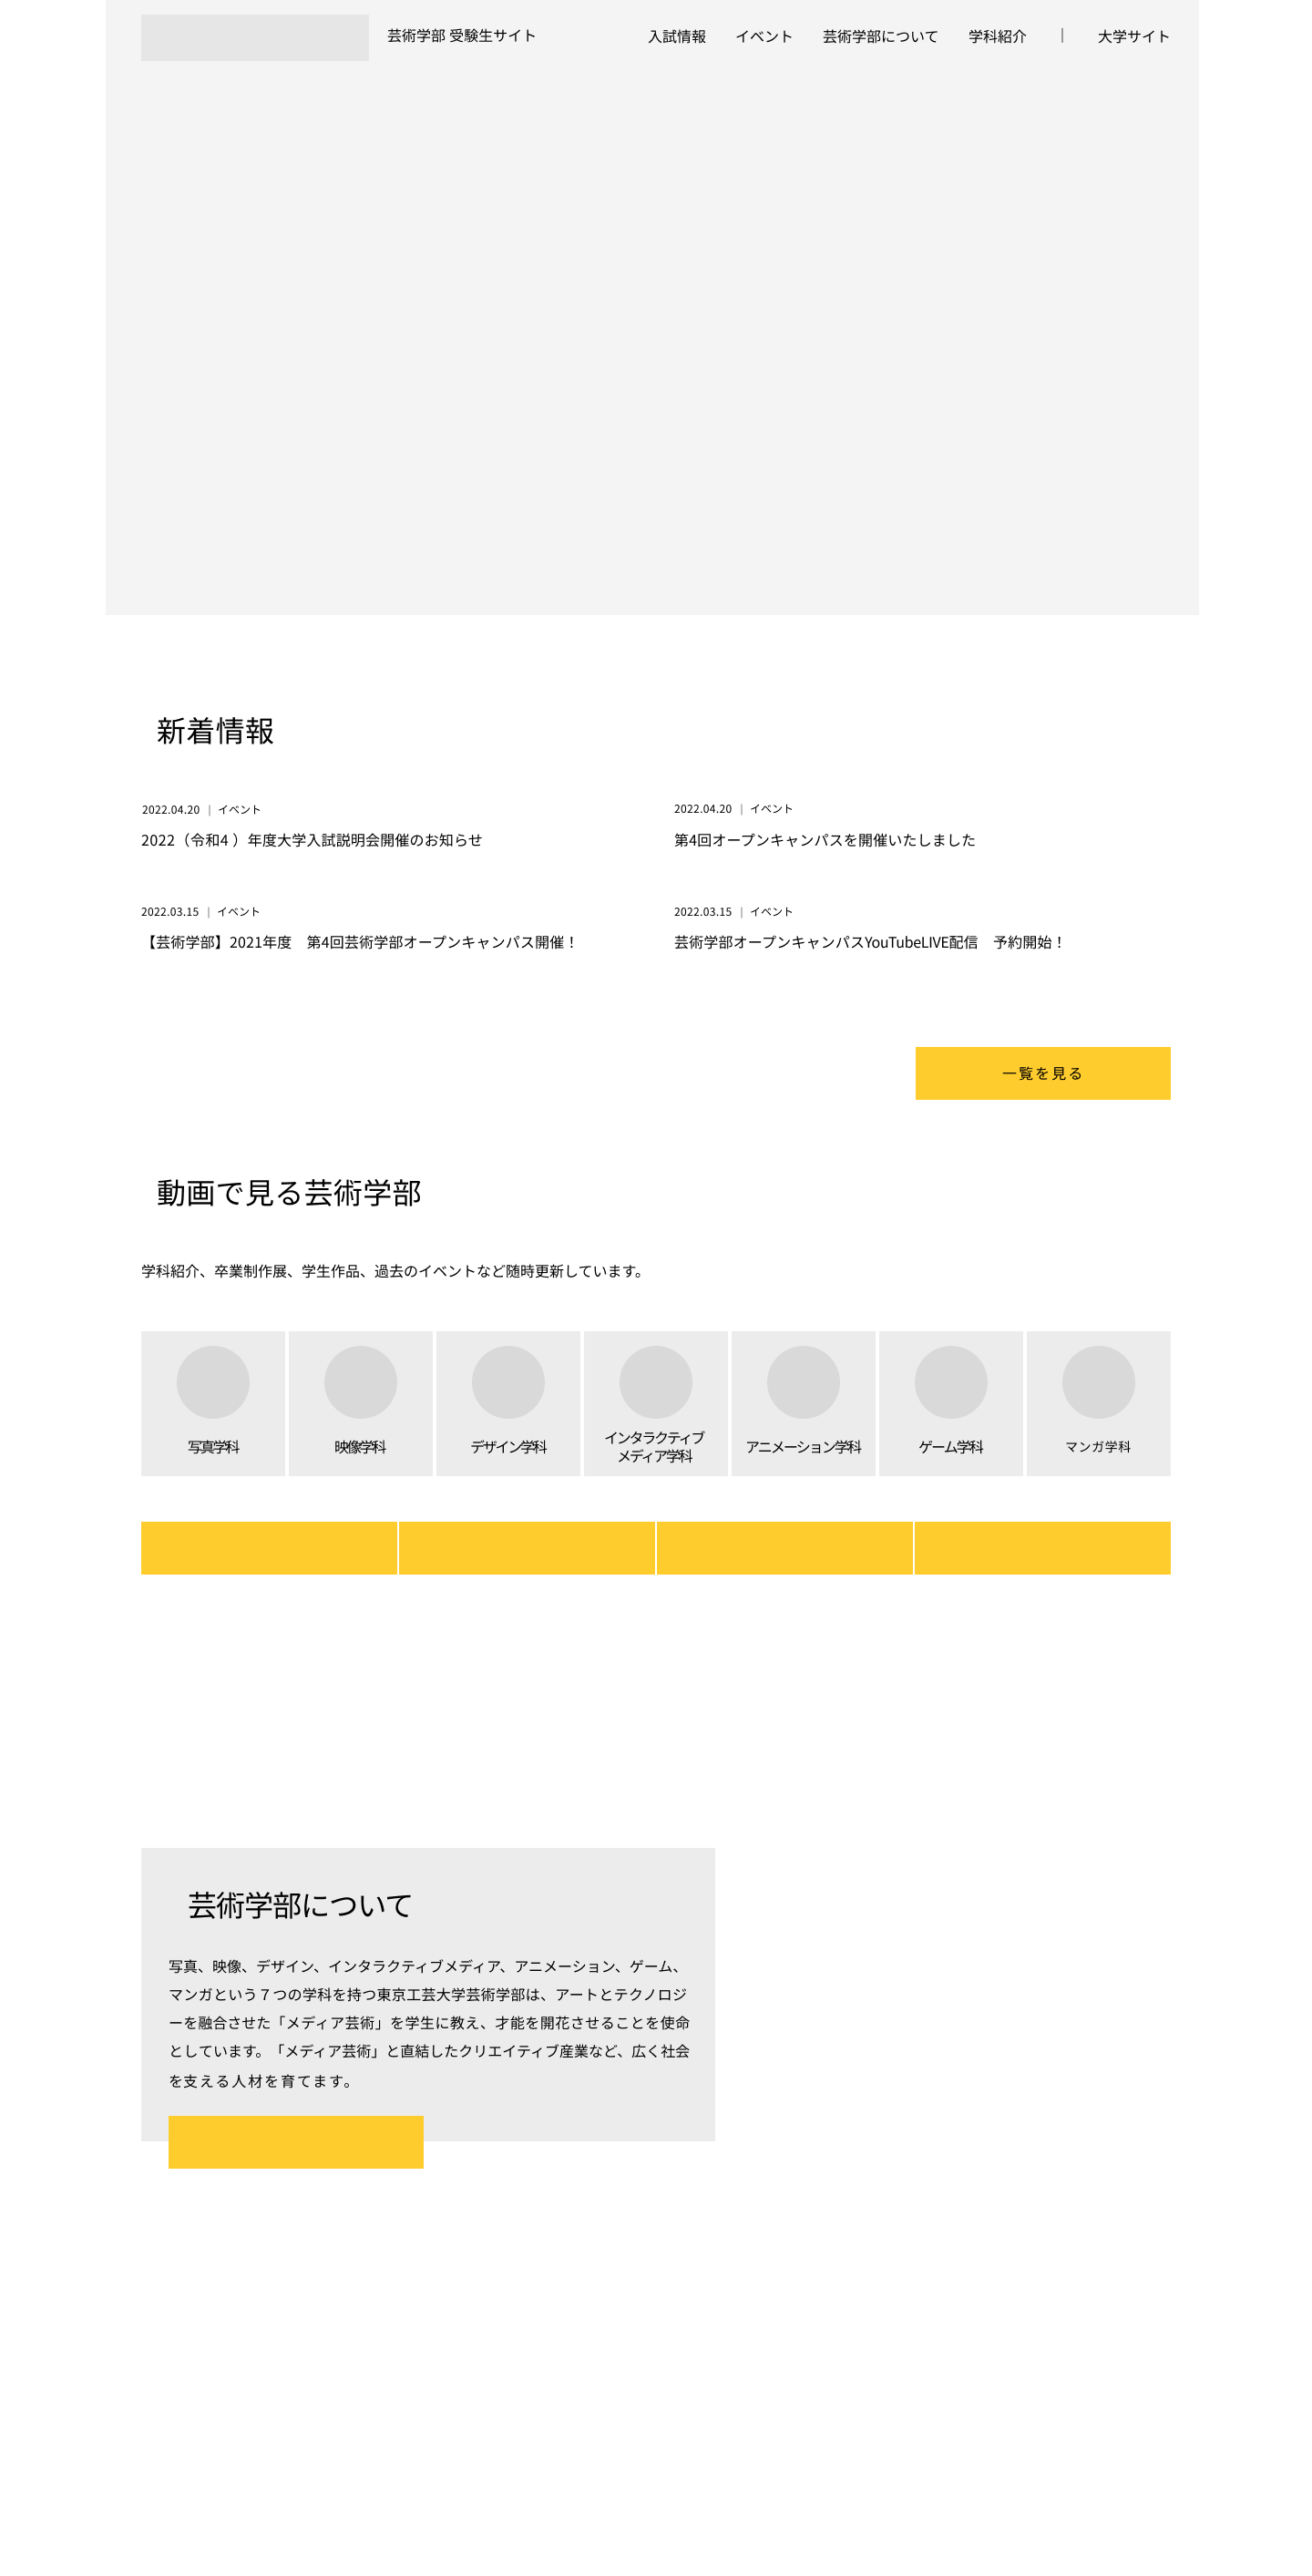 芸術学部 受験生サイト
入試情報 イベント 芸術学部について 学科紹介 | 大学サイト
新着情報
2022.04.20 | イベント
2022（令和4 ）年度大学入試説明会開催のお知らせ
2022.04.20 | イベント
第4回オープンキャンパスを開催いたしました
2022.03.15 | イベント
【芸術学部】2021年度　第4回芸術学部オープンキャンパス開催！
2022.03.15 | イベント
芸術学部オープンキャンパスYouTubeLIVE配信　予約開始！
一覧を見る
動画で見る芸術学部
学科紹介、卒業制作展、学生作品、過去のイベントなど随時更新しています。
写真学科
映像学科
デザイン学科
インタラクティブ
メディア学科
アニメーション学科
ゲーム学科
マンガ学科
芸術学部について
写真、映像、デザイン、インタラクティブメディア、アニメーション、ゲーム、
マンガという７つの学科を持つ東京工芸大学芸術学部は、アートとテクノロジ
ーを融合させた「メディア芸術」を学生に教え、才能を開花させることを使命
としています。「メディア芸術」と直結したクリエイティブ産業など、広く社会
を支える人材を育てます。